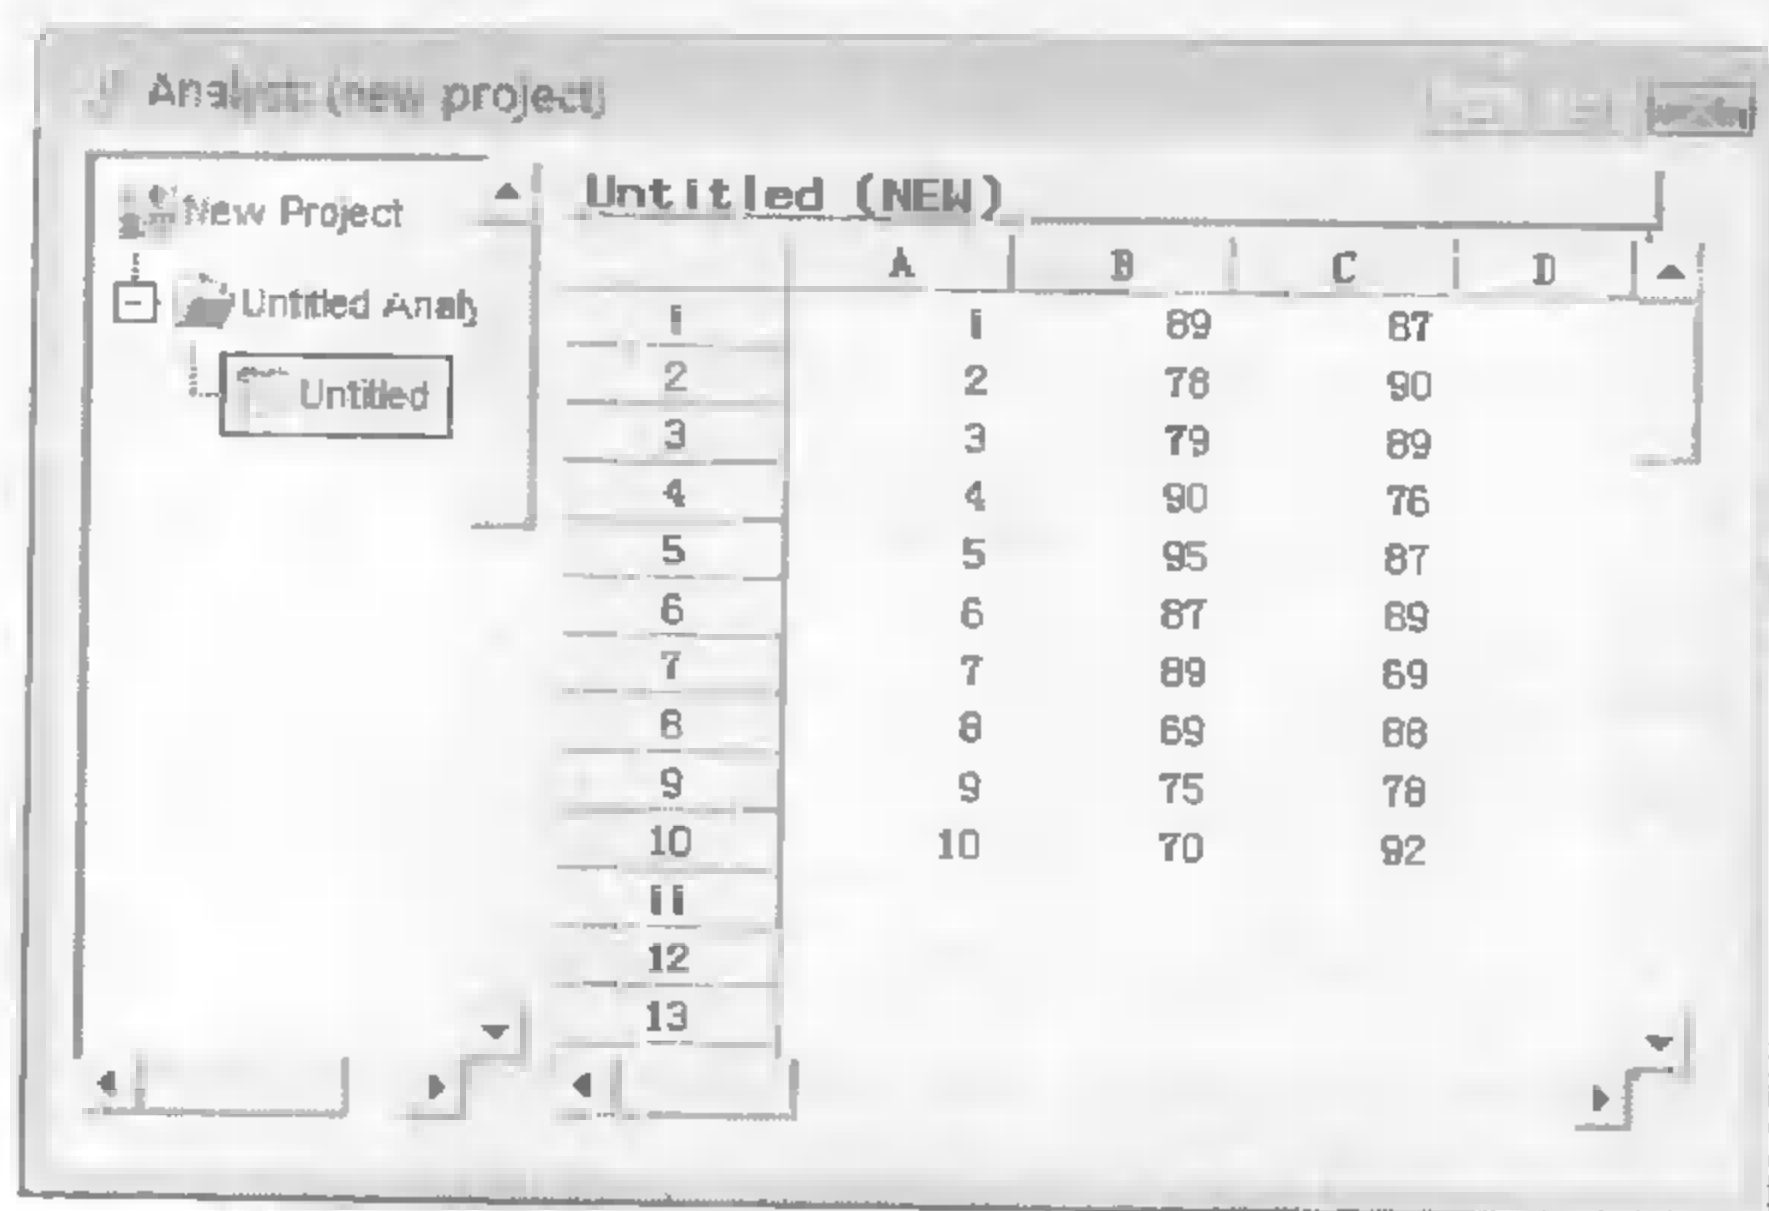 Analyst: (new project)
New Project
Untitled Analy
Untitled
Untitled (NEW)
A B C D
1 1 89 87
2 2 78 90
3 3 79 89
4 4 90 76
5 5 95 87
6 6 87 89
7 7 89 69
8 8 69 88
9 9 75 78
10 10 70 92
11
12
13